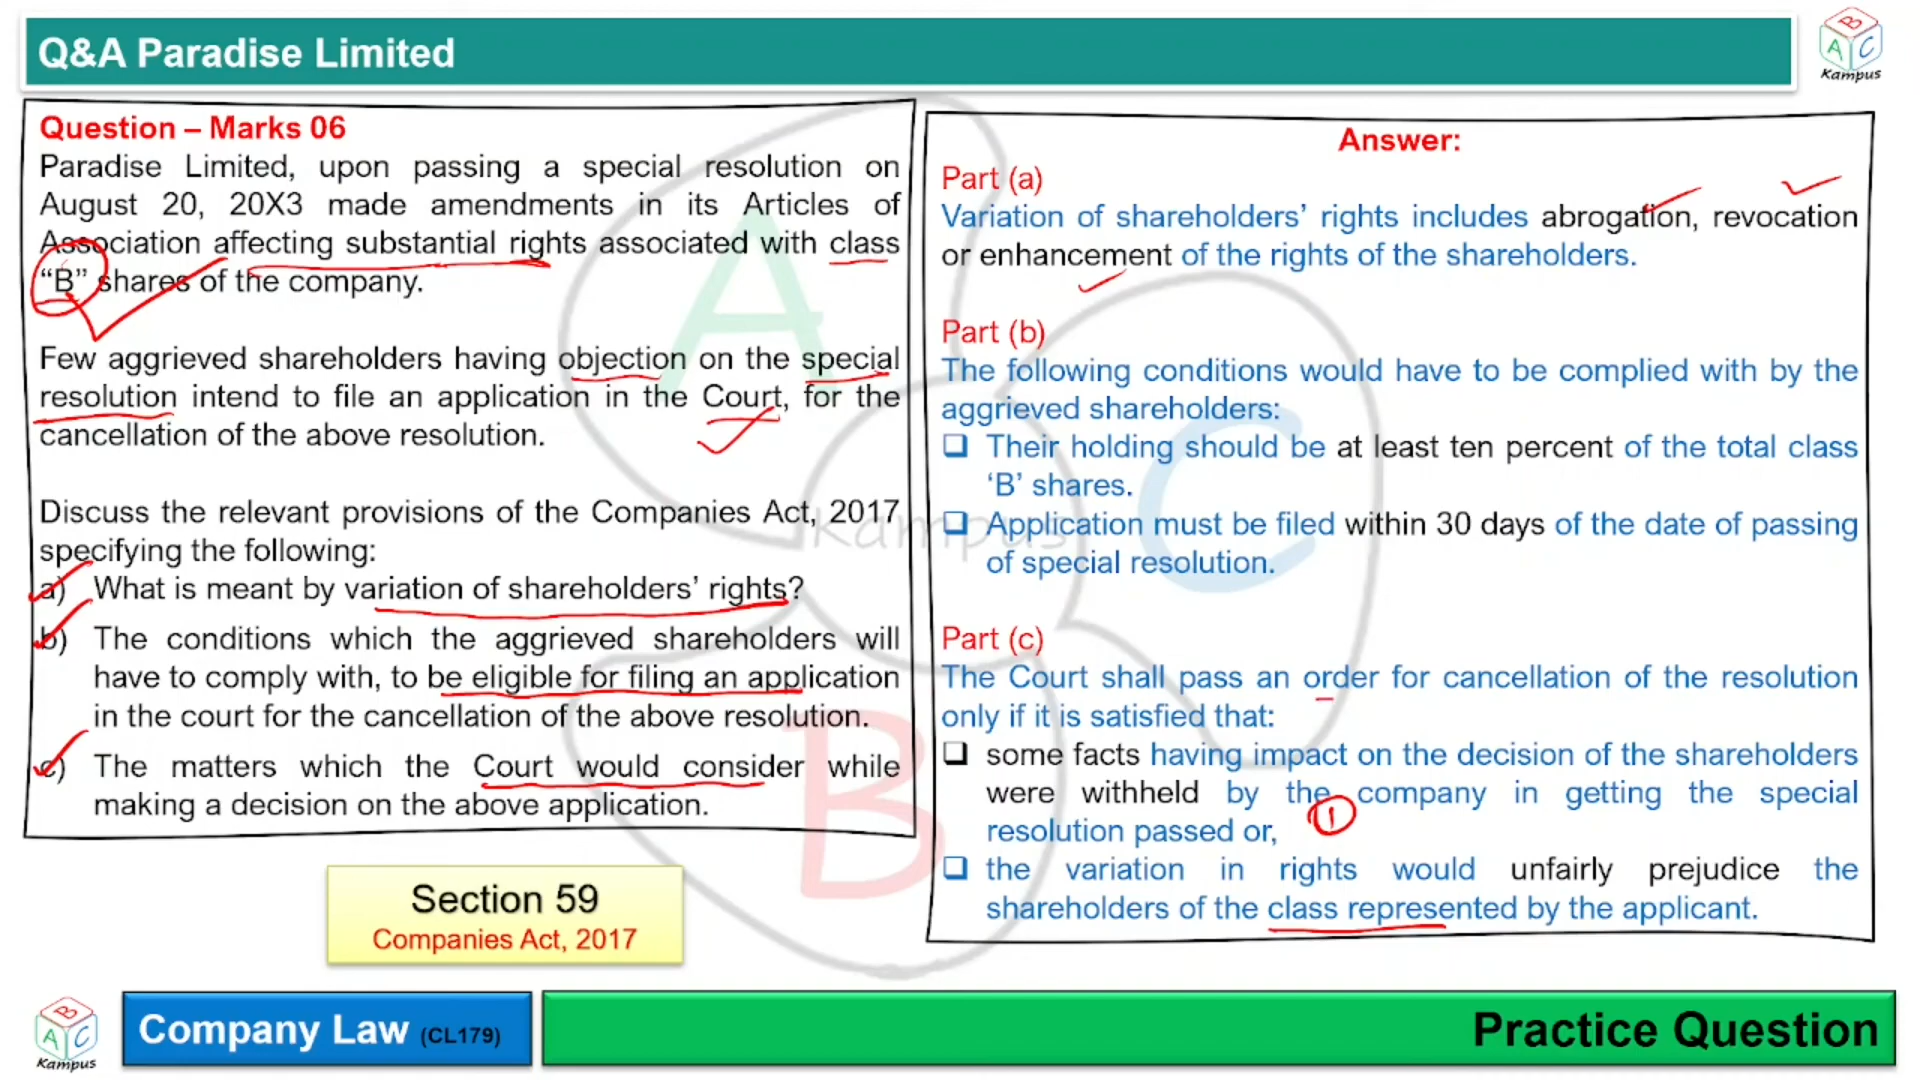 Q&A Paradise Limited
B
A C
Kampus
Question – Marks 06
Paradise Limited, upon passing a special resolution on
August 20, 20X3 made amendments in its Articles of
Association affecting substantial rights associated with class
“B” shares of the company.
Few aggrieved shareholders having objection on the special
resolution intend to file an application in the Court, for the
cancellation of the above resolution.
Discuss the relevant provisions of the Companies Act, 2017
specifying the following:
a) What is meant by variation of shareholders’ rights?
b) The conditions which the aggrieved shareholders will
have to comply with, to be eligible for filing an application
in the court for the cancellation of the above resolution.
c) The matters which the Court would consider while
making a decision on the above application.
Section 59
Companies Act, 2017
Answer:
Part (a)
Variation of shareholders’ rights includes abrogation, revocation
or enhancement of the rights of the shareholders.
Part (b)
The following conditions would have to be complied with by the
aggrieved shareholders:
Their holding should be at least ten percent of the total class
‘B’ shares.
Application must be filed within 30 days of the date of passing
of special resolution.
Part (c)
The Court shall pass an order for cancellation of the resolution
only if it is satisfied that:
some facts having impact on the decision of the shareholders
were withheld by the company in getting the special
resolution passed or,
1
the variation in rights would unfairly prejudice the
shareholders of the class represented by the applicant.
A
Kampus
C
B
B
A C
Kampus
Company Law (CL179)
Practice Question